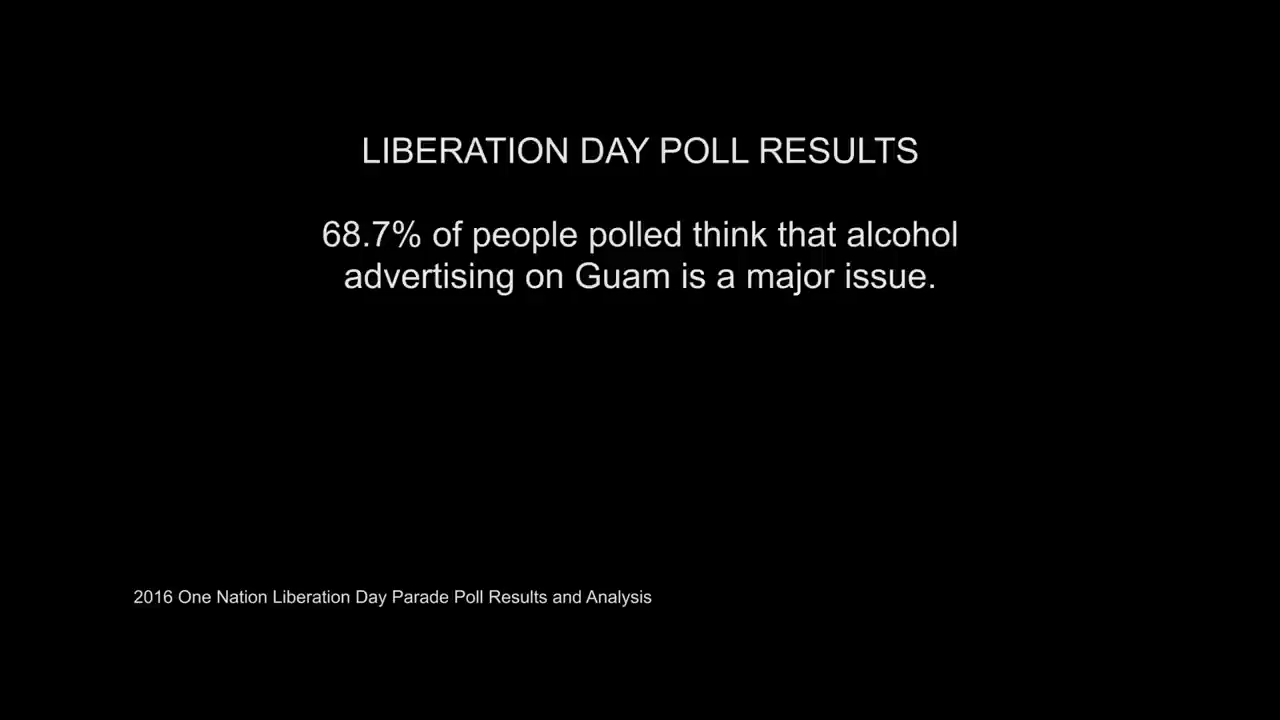 LIBERATION DAY POLL RESULTS
68.7% of people polled think that alcohol
advertising on Guam is a major issue.
2016 One Nation Liberation Day Parade Poll Results and Analysis